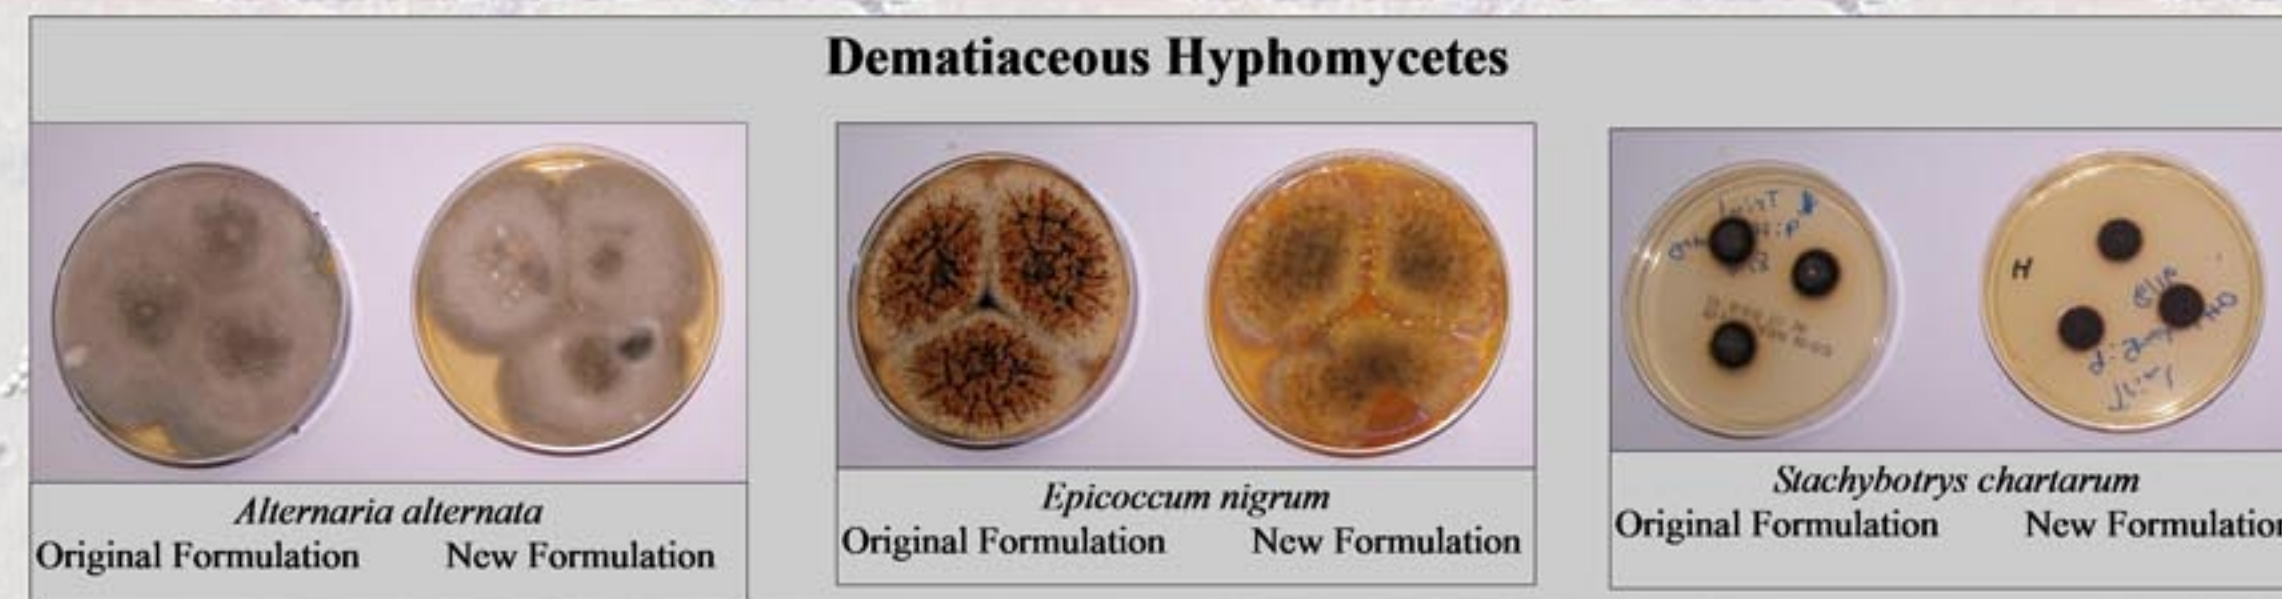 Dematiaceous Hyphomycetes
Alternaria alternata
Original Formulation New Formulation
Epicoccum nigrum
Original Formulation New Formulation
Stachybotrys chartarum
Original Formulation New Formulation
H